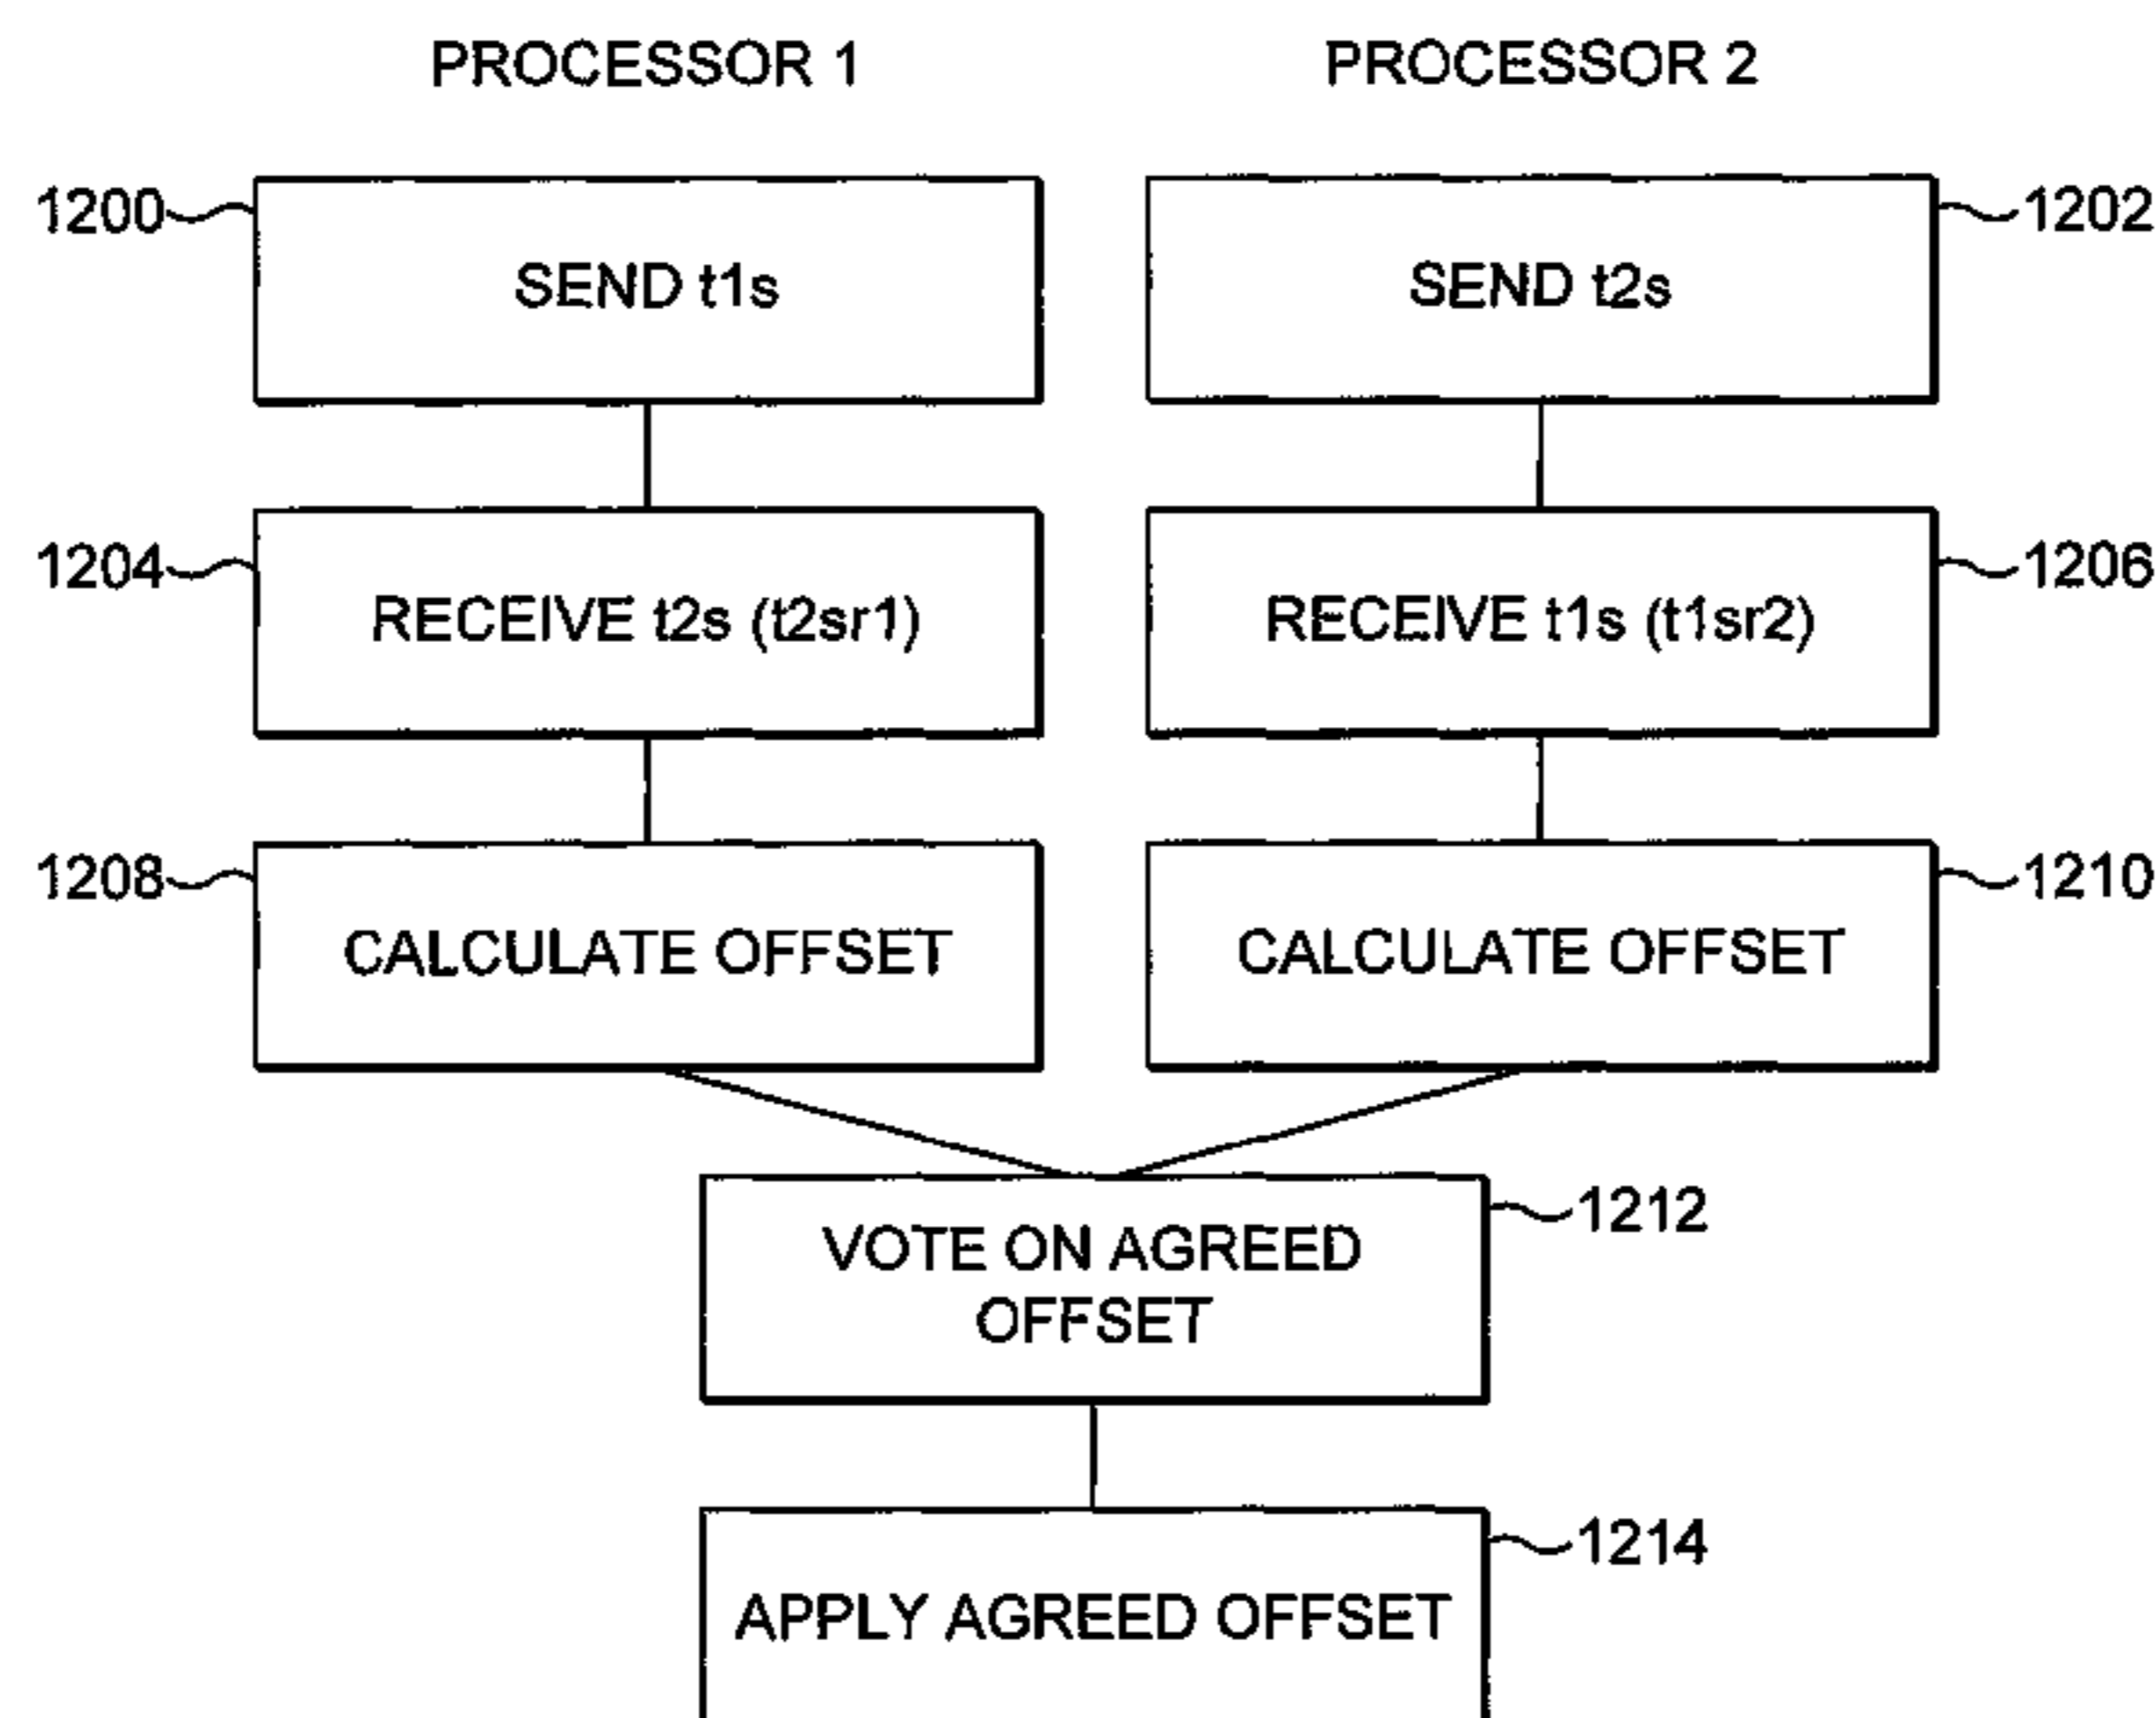 PROCESSOR 1
PROCESSOR 2
1200
SEND t1s
SEND t2s
1202
1204
RECEIVE t2s (t2sr1)
RECEIVE t1s (t1sr2)
1206
1208
CALCULATE OFFSET
CALCULATE OFFSET
1210
VOTE ON AGREED
OFFSET
1212
APPLY AGREED OFFSET
1214